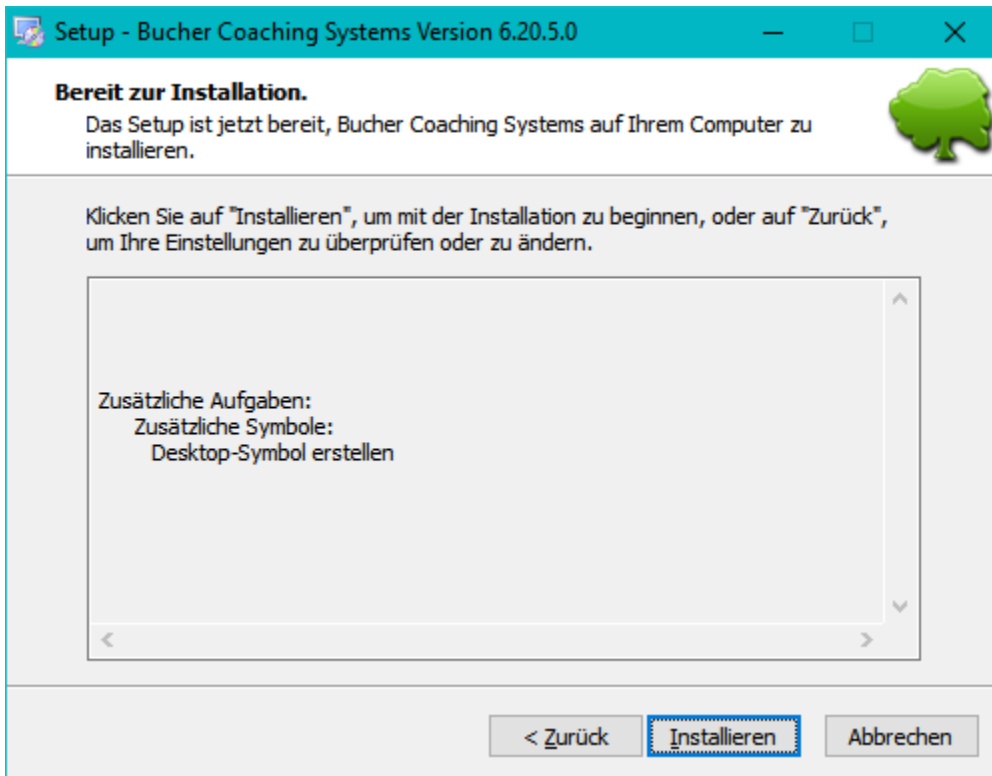 Setup - Bucher Coaching Systems Version 6.20.5.0
Bereit zur Installation.
Das Setup ist jetzt bereit, Bucher Coaching Systems auf Ihrem Computer zu
installieren.
Klicken Sie auf "Installieren", um mit der Installation zu beginnen, oder auf "Zurück",
um Ihre Einstellungen zu überprüfen oder zu ändern.
Zusätzliche Aufgaben:
Zusätzliche Symbole:
Desktop-Symbol erstellen
< Zurück Installieren Abbrechen